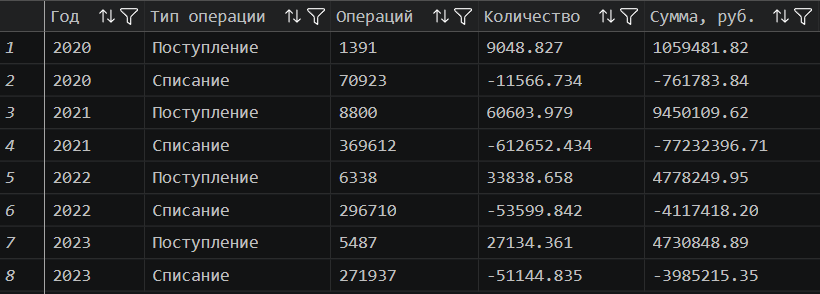 Год Тип операции Операций Количество Сумма, руб.
1 2020 Поступление 1391 9048.827 1059481.82
2 2020 Списание 70923 -11566.734 -761783.84
3 2021 Поступление 8800 60603.979 9450109.62
4 2021 Списание 369612 -612652.434 -77232396.71
5 2022 Поступление 6338 33838.658 4778249.95
6 2022 Списание 296710 -53599.842 -4117418.20
7 2023 Поступление 5487 27134.361 4730848.89
8 2023 Списание 271937 -51144.835 -3985215.35